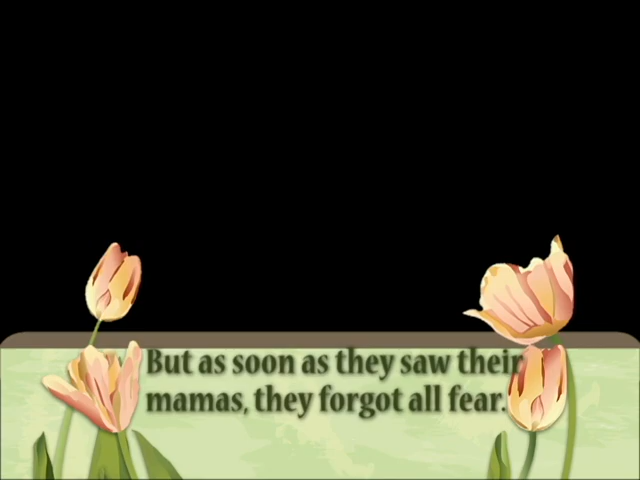 But as soon as they saw their
mamas, they forgot all fear.